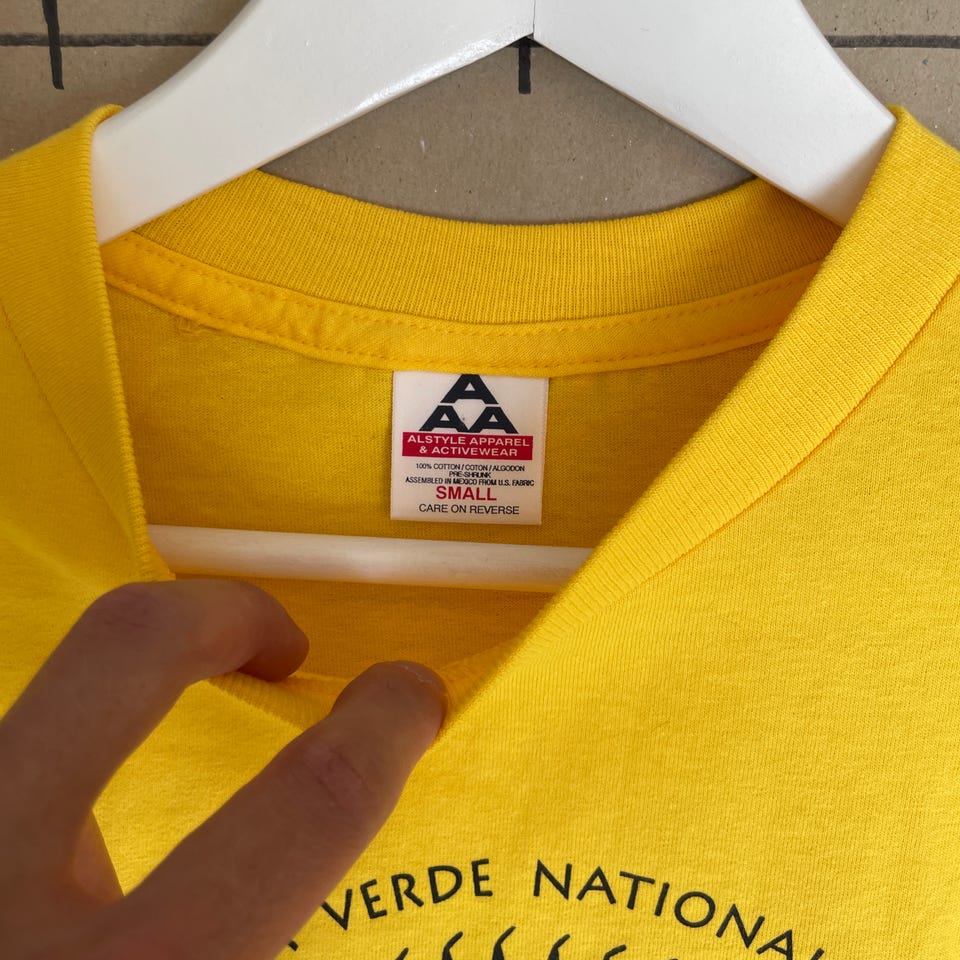 A
AA
ALSTYLE APPAREL
& ACTIVEWEAR
100% COTTON / COTON / ALGODON
PRE-SHRUNK
ASSEMBLED IN MEXICO FROM U.S. FABRIC
SMALL
CARE ON REVERSE
VERDE NATIONAL